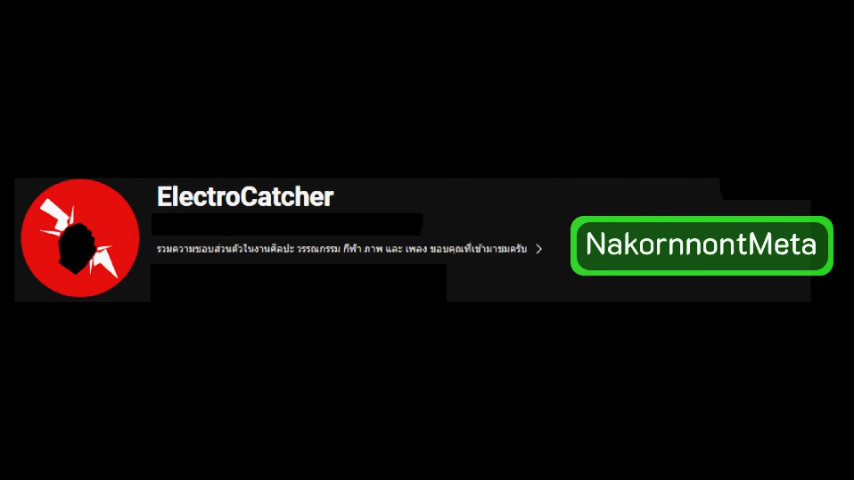 ElectroCatcher
รวมความชอบส่วนตัวในงานศิลปะ วรรณกรรม กีฬา ภาพ และ เพลง ขอบคุณที่เข้ามาชมครับ
NakornnontMeta